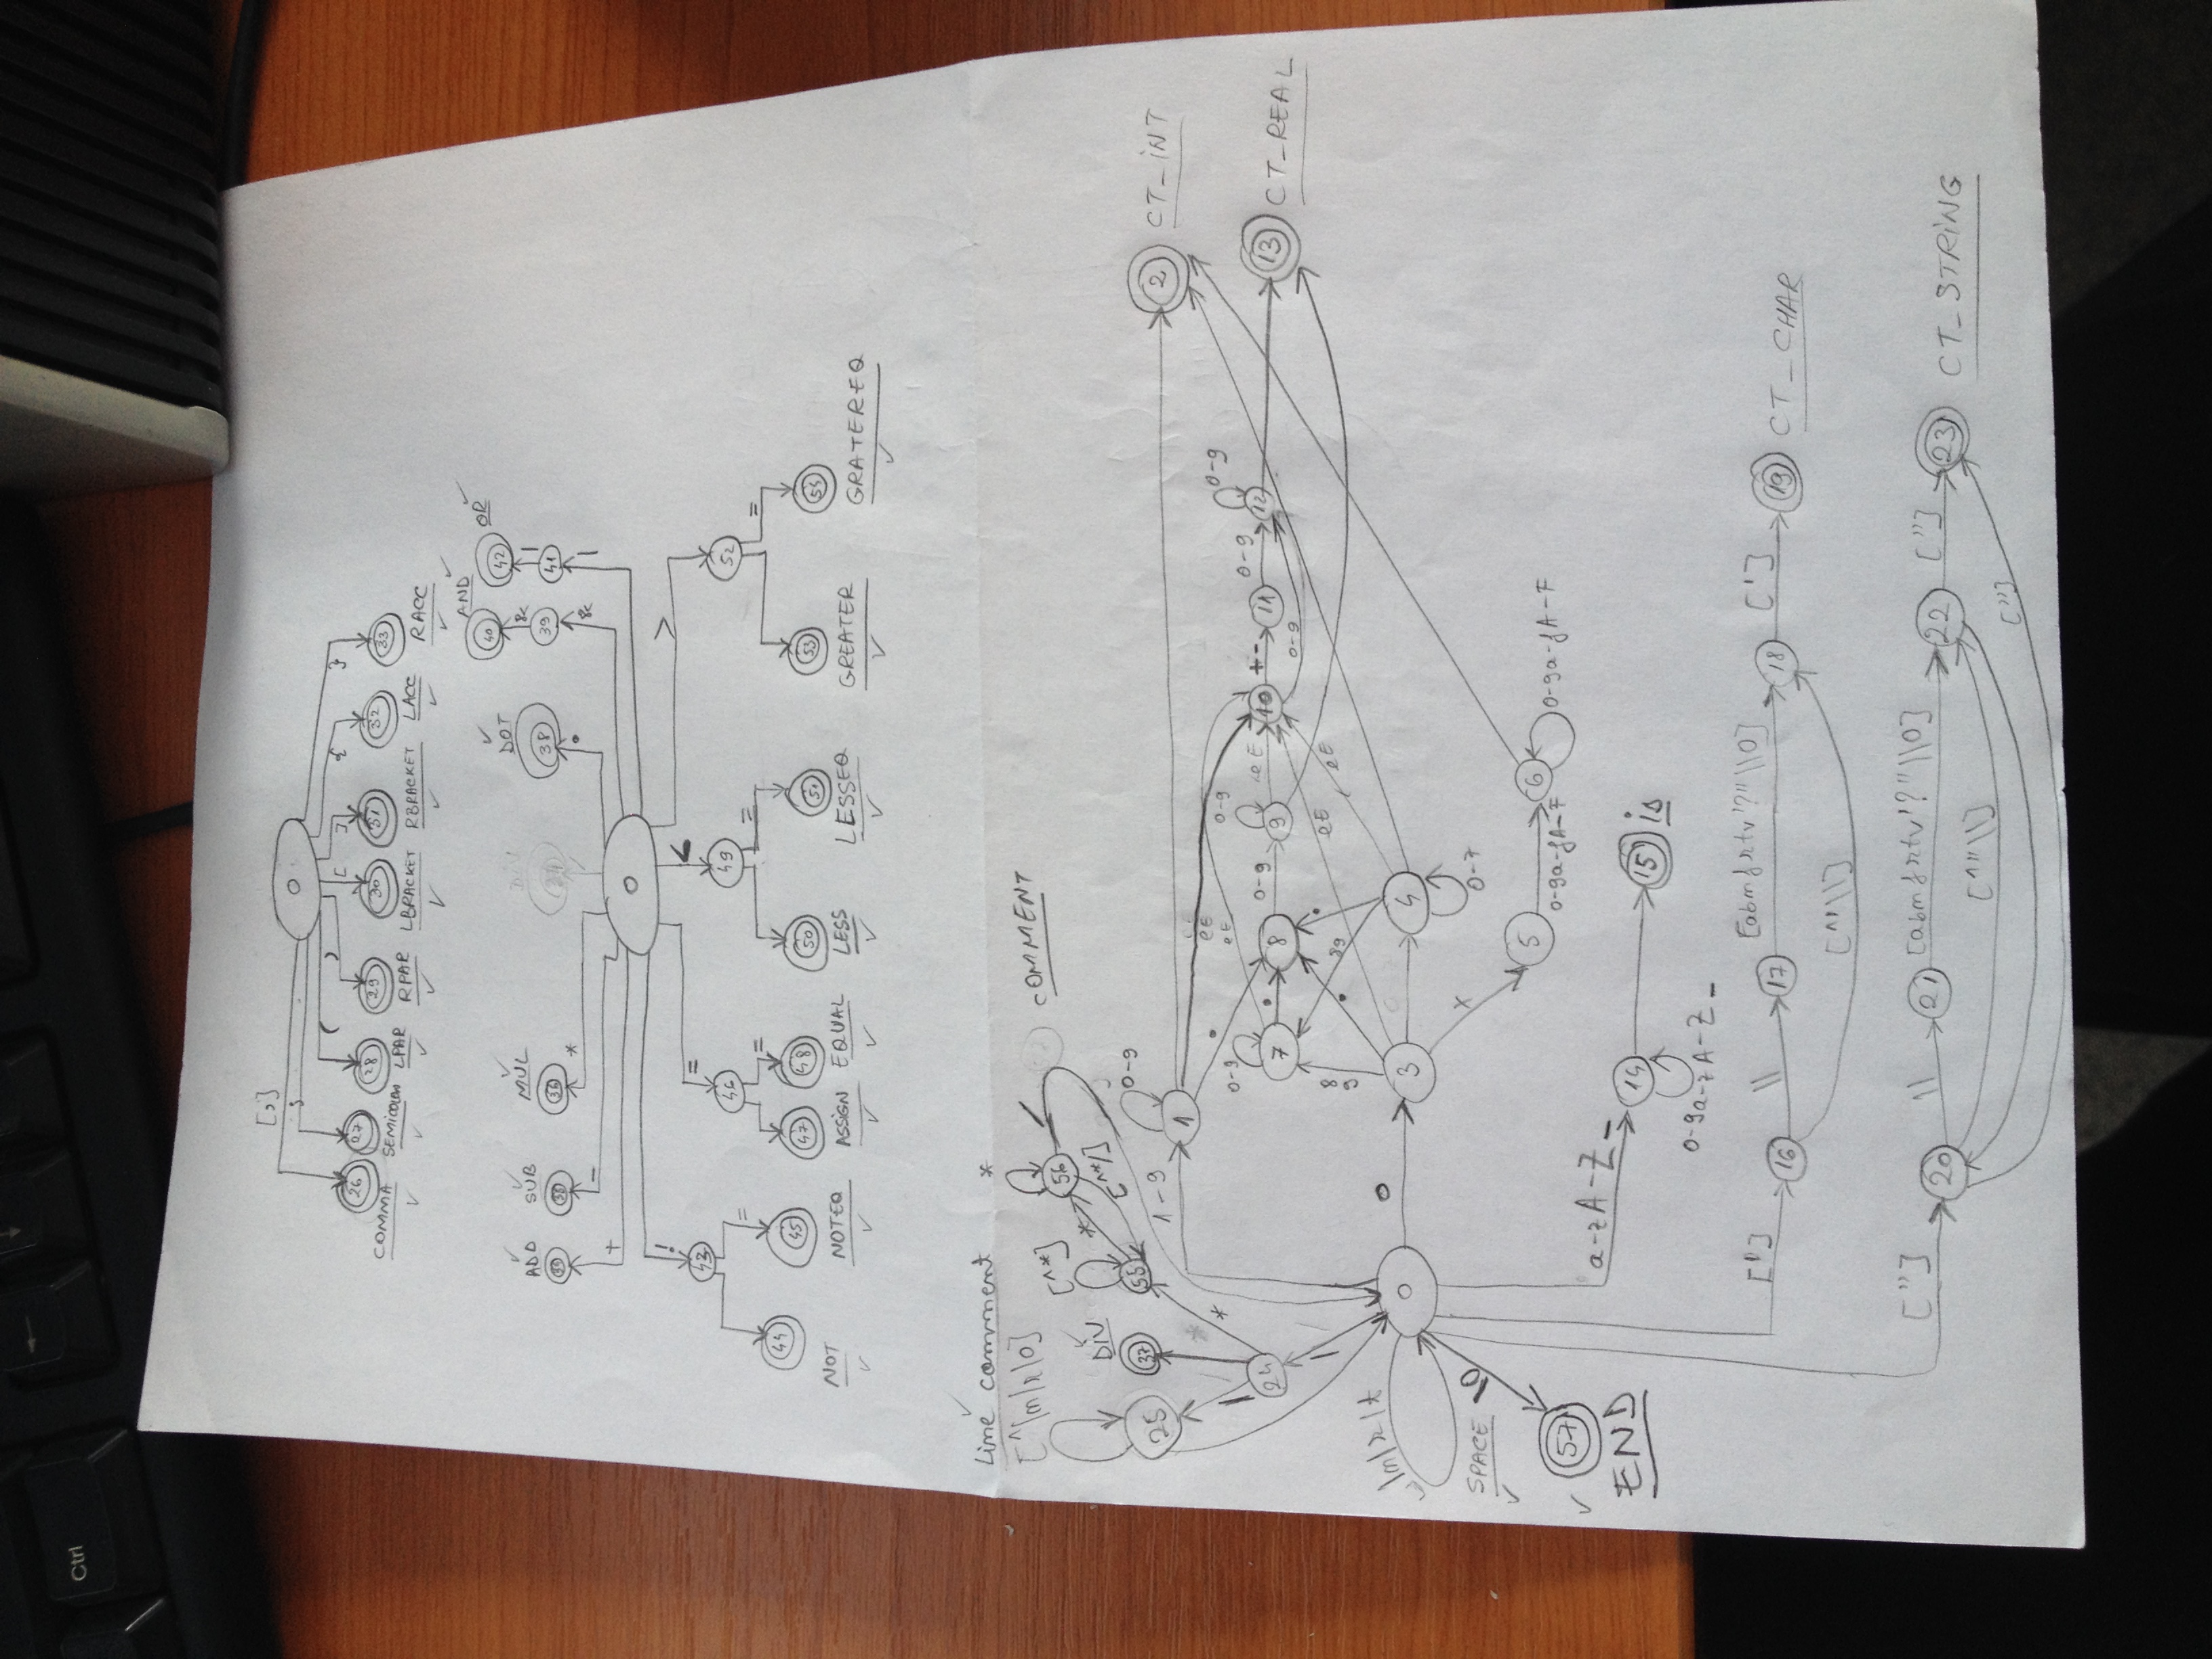 Ctrl
[,]
0
;
( ) [ ] { }
26 27 28 29 30 31 32 33
COMMA SEMICOLON LPAR RPAR LBRACKET RBRACKET LACC RACC
AND OR
40 42
ADD SUB MUL DOT
& |
36 38 39 41
+ - * . & |
0
! = < >
43 46 49 52
= = = =
44 45 47 48 50 51 53 54
NOT NOTEQ ASSIGN EQUAL LESS LESSEQ GREATER GRATEREQ
Line comment
[^\n\r\0]
*
56
/
COMMENT
[^*]
*
[^*/]
DiV
25 37 55
1-9
0-9
1
2 CT_iNT
/ * *
eE
.
eE
0-9
0-9
0-9
24
7 . 8 0-9 9 eE 10 +- 11 0-9 12
13 CT_REAL
0-9
/
8
9
. 89 . eE eE
\n\r\t
0 0 3 0 4
0-7
SPACE
\0
x
5 0-9a-fA-F 6 0-9a-fA-F
57
END
a-zA-Z_
14 15 is
0-9a-zA-Z_
['] 16 \\ 17 [abnfrtv'?"\\0] 18 ['] 19 CT_CHAR
[^'\\]
["] 20 \\ 21 [abnfrtv'?"\\0] 22 ["] 23 CT_STRiNG
[^"\\]
["]